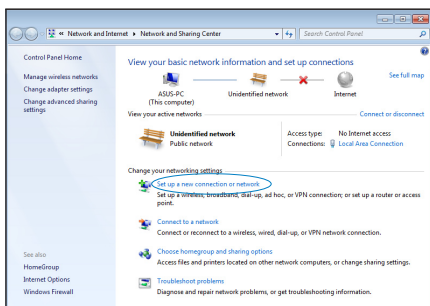 « Network and Internet ▸ Network and Sharing Center
Search Control Panel
Control Panel Home
Manage wireless networks
Change adapter settings
Change advanced sharing
settings
See also
HomeGroup
Internet Options
Windows Firewall
View your basic network information and set up connections
See full map
ASUS-PC
(This computer)
Unidentified network
Internet
View your active networks
Connect or disconnect
Unidentified network
Public network
Access type: No Internet access
Connections: Local Area Connection
Change your networking settings
Set up a new connection or network
Set up a wireless, broadband, dial-up, ad hoc, or VPN connection; or set up a router or access
point.
Connect to a network
Connect or reconnect to a wireless, wired, dial-up, or VPN network connection.
Choose homegroup and sharing options
Access files and printers located on other network computers, or change sharing settings.
Troubleshoot problems
Diagnose and repair network problems, or get troubleshooting information.